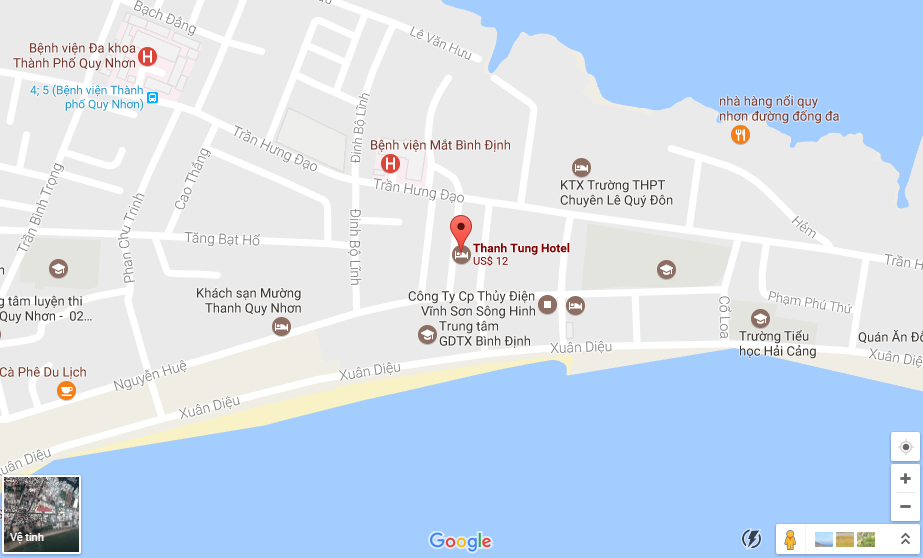 Bạch Đằng
Lê Văn Hưu
Bệnh viện Đa khoa
Thành Phố Quy Nhơn
H
4; 5 (Bệnh viện Thành
phố Quy Nhơn)
nhà hàng nổi quy
nhơn đường đống đa
Đinh Bộ Lĩnh
Trần Hưng Đạo
Bệnh viện Mắt Bình Định
H
Cao Thắng
Trần Bình Trọng
Phan Chu Trinh
Trần Hưng Đạo
KTX Trường THPT
Chuyên Lê Quý Đôn
Hẻm
Đinh Bộ Lĩnh
Tăng Bạt Hổ
Thanh Tung Hotel
US$ 12
Trần H
n
g tâm luyện thi
Quy Nhơn - 02...
Khách sạn Mường
Thanh Quy Nhơn
Công Ty Cp Thủy Điện
Vĩnh Sơn Sông Hinh
Trung tâm
GDTX Bình Định
Cổ Loa
Phạm Phú Thứ
Trường Tiểu
học Hải Cảng
Quán Ăn Đồ
Xuân Diệu
Xuân Diệu
Cà Phê Du Lịch
Nguyễn Huệ
Xuân Diệu
Xuân Diệu
Xuân Diệu
Vệ tinh
Google